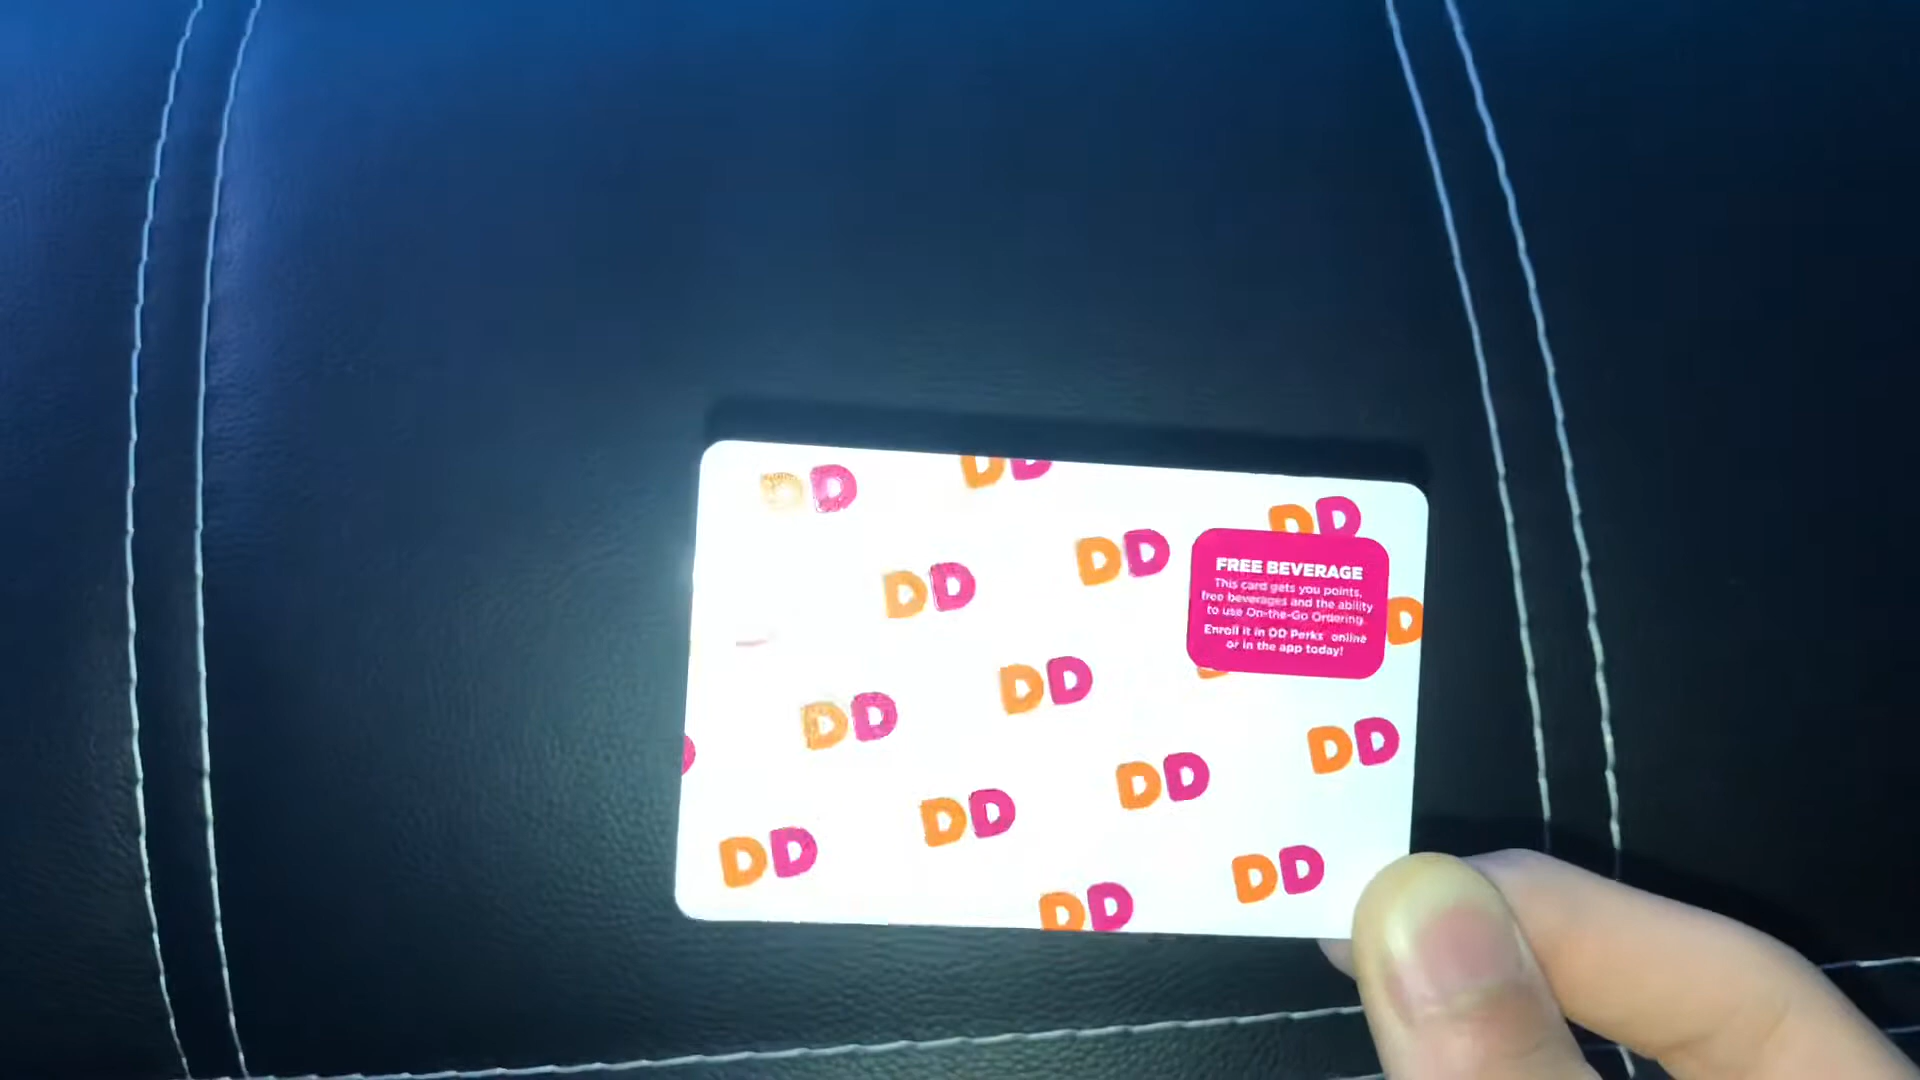 DD DD
DD
DD DD
FREE BEVERAGE
This card gets you points,
free beverages and the ability
to use On-the-Go Ordering.
Enroll it in DD Perks online
or in the app today!
D
DD DD
DD
DD DD
DD DD
DD DD